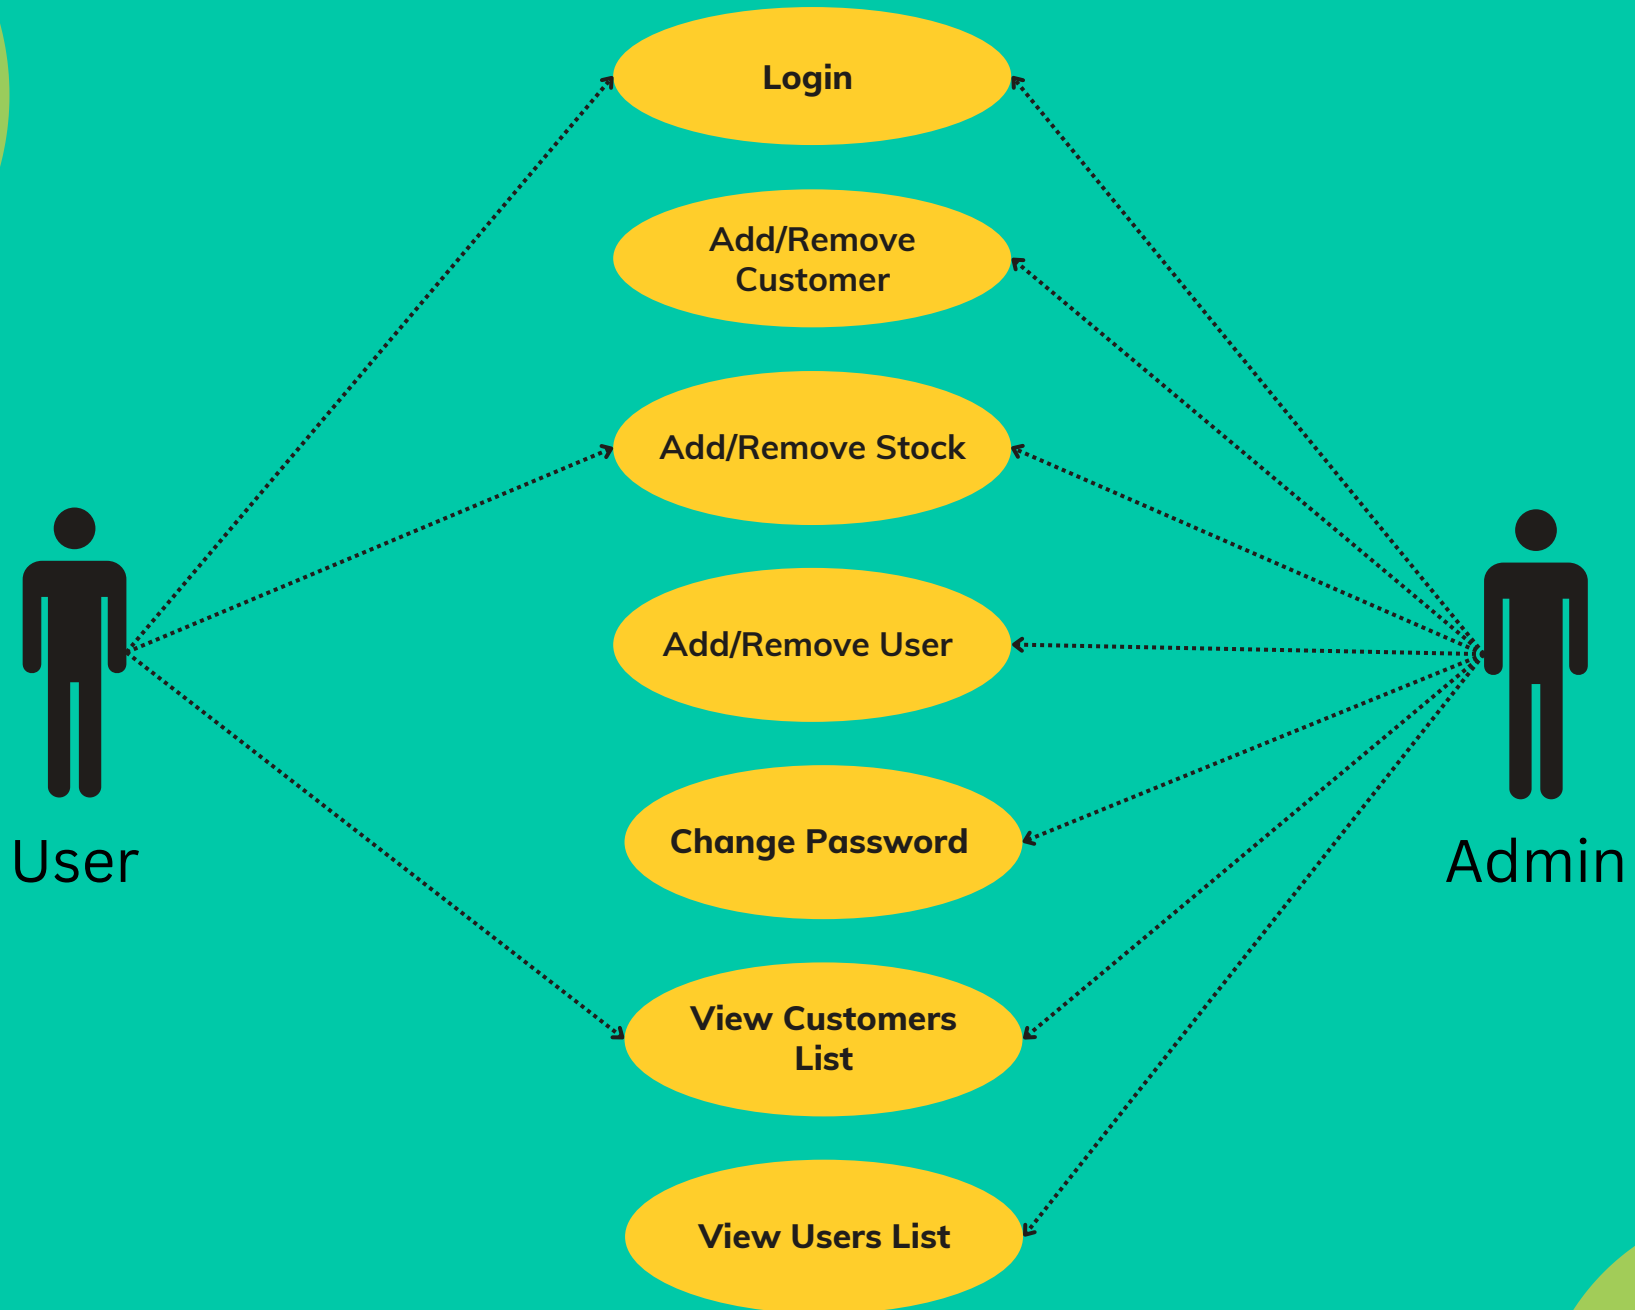 Login
Add/Remove
Customer
Add/Remove Stock
Add/Remove User
Change Password
User
Admin
View Customers
List
View Users List